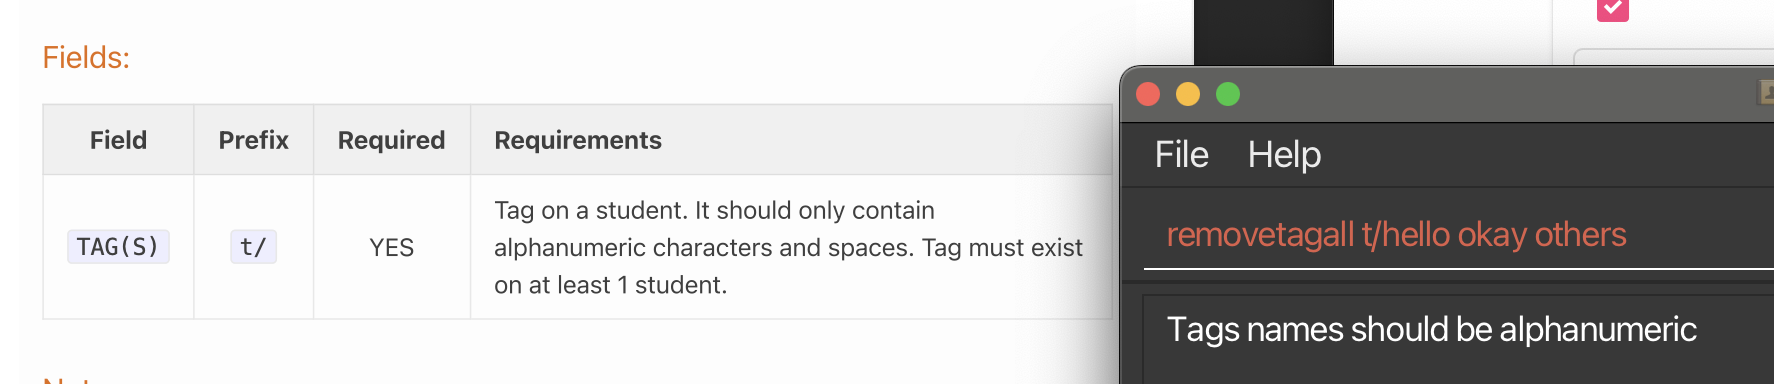 Fields:
Field Prefix Required Requirements
TAG(S) t/ YES Tag on a student. It should only contain
alphanumeric characters and spaces. Tag must exist
on at least 1 student.
File Help
removetagall t/hello okay others
Tags names should be alphanumeric